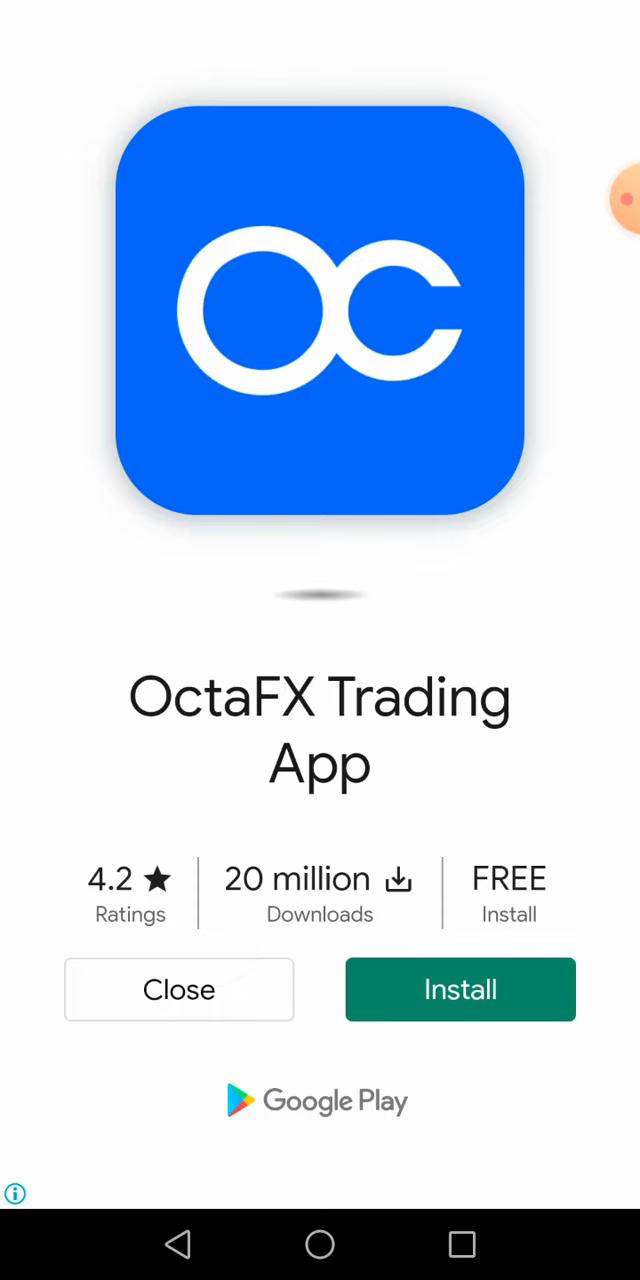 OC
OctaFX Trading
App
4.2 ★ 20 million FREE
Ratings Downloads Install
Close Install
Google Play